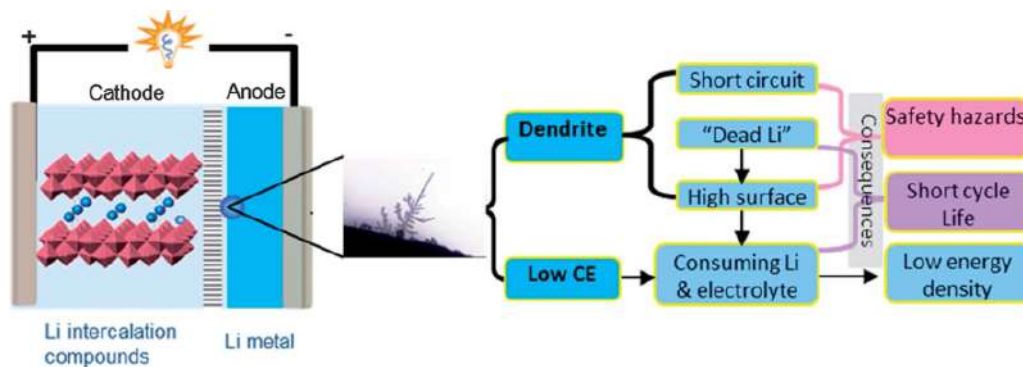 +
-
Cathode
Anode
Li intercalation
compounds
Li metal
Dendrite
Low CE
Short circuit
“Dead Li”
High surface
Consuming Li
& electrolyte
Consequences
Safety hazards
Short cycle
Life
Low energy
density